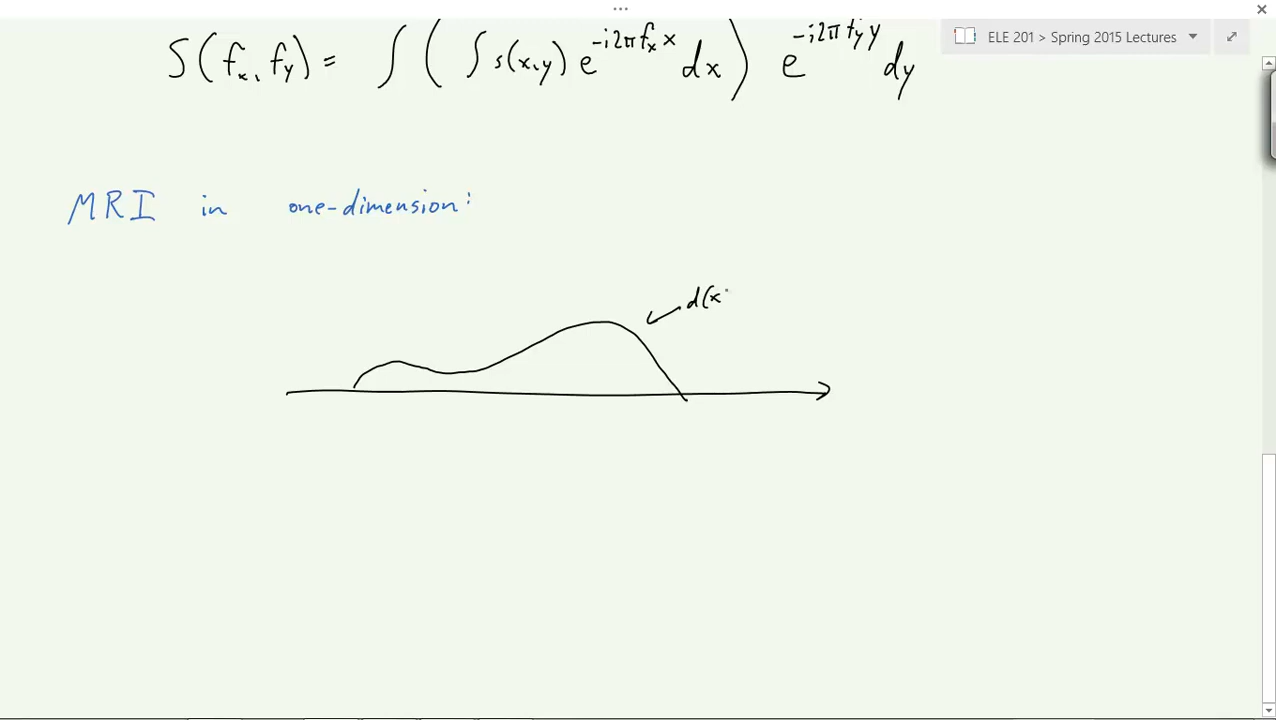 ELE 201 > Spring 2015 Lectures
S(fx, fy) = ∫ ( ∫ s(x,y) e^{-i2πfx x} dx ) e^{-i2πfy y} dy
MRI in one-dimension:
d(x